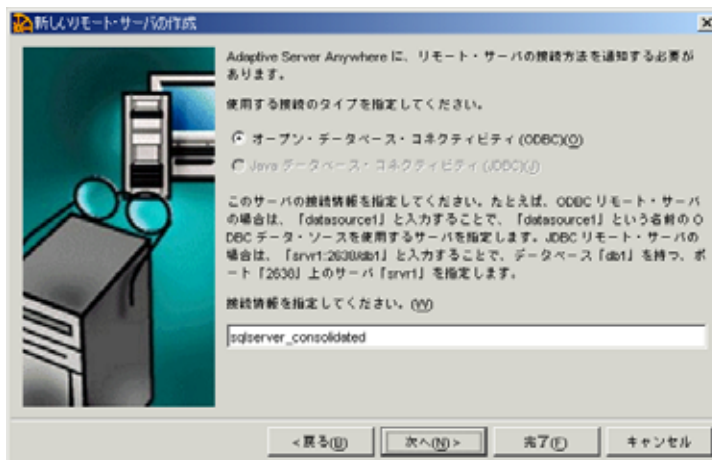 新しいリモート・サーバの作成
Adaptive Server Anywhere に、リモート・サーバの接続方法を通知する必要が
あります。
使用する接続のタイプを指定してください。
オープン・データベース・コネクティビティ (ODBC)(O)
Java データベース・コネクティビティ (JDBC)(J)
このサーバの接続情報を指定してください。たとえば、ODBC リモート・サーバ
の場合は、「datasource1」と入力することで、「datasource1」という名前の O
DBC データ・ソースを使用するサーバを指定します。JDBC リモート・サーバの
場合は、「srvr1:2638/db1」と入力することで、データベース「db1」を持つ、ポ
ート「2638」上のサーバ「srvr1」を指定します。
接続情報を指定してください。(W)
sqlserver_consolidated
<戻る(B)
次へ(N)>
完了(F)
キャンセル